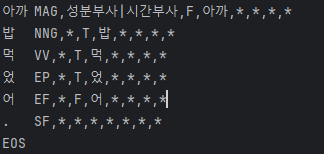 아까	MAG,성분부사|시간부사,F,아까,*,*,*,*
밥	NNG,*,T,밥,*,*,*,*
먹	VV,*,T,먹,*,*,*,*
었	EP,*,T,었,*,*,*,*
어	EF,*,F,어,*,*,*,*
.	SF,*,*,*,*,*,*,*
EOS